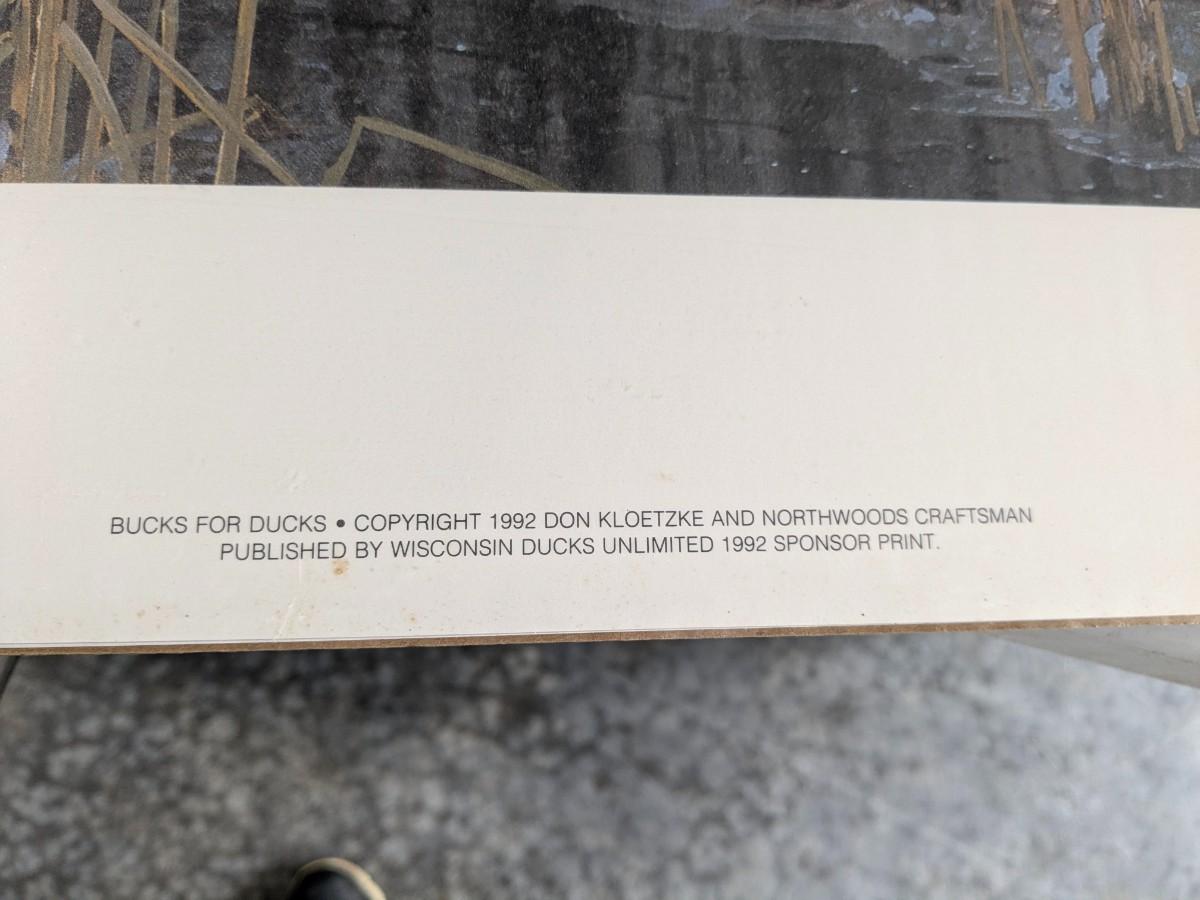 BUCKS FOR DUCKS • COPYRIGHT 1992 DON KLOETZKE AND NORTHWOODS CRAFTSMAN
PUBLISHED BY WISCONSIN DUCKS UNLIMITED 1992 SPONSOR PRINT.